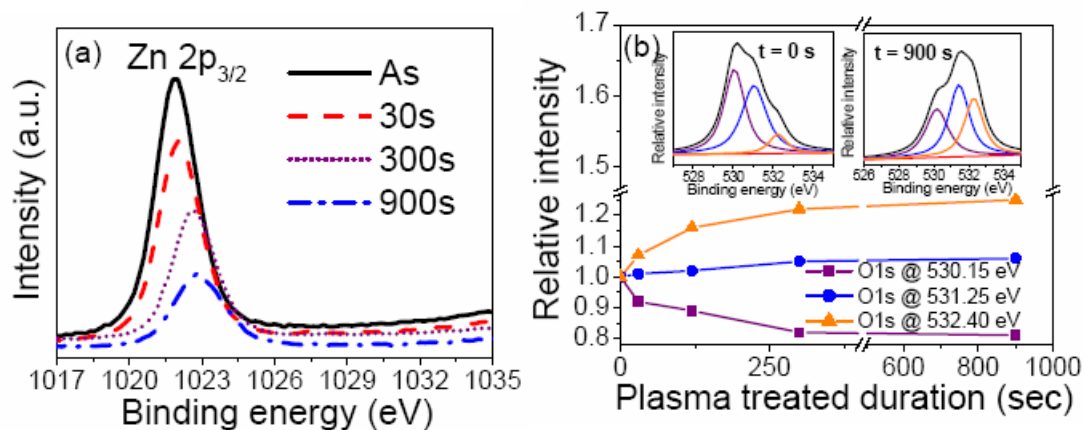 (a)
Zn 2p3/2
As
30s
300s
900s
Intensity (a.u.)
1017 1020 1023 1026 1029 1032 1035
Binding energy (eV)
(b)
1.7
1.6
1.5
1.2
1.1
1.0
0.9
0.8
Relative intensity
t = 0 s
Relative intensity
528 530 532 534
Binding energy (eV)
t = 900 s
Relative intensity
526 528 530 532 534
Binding energy (eV)
O1s @ 530.15 eV
O1s @ 531.25 eV
O1s @ 532.40 eV
0 250 600 800 1000
Plasma treated duration (sec)